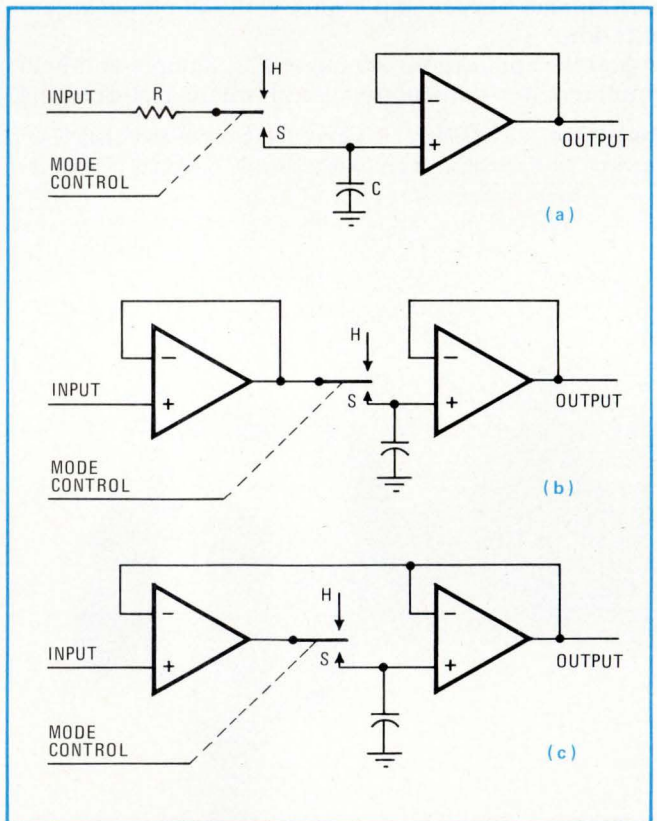 H
INPUT R
S
MODE
CONTROL
C
− +
OUTPUT
(a)
H
INPUT
− +
S
− +
OUTPUT
MODE
CONTROL
(b)
H
INPUT
− +
S
− +
OUTPUT
MODE
CONTROL
(c)